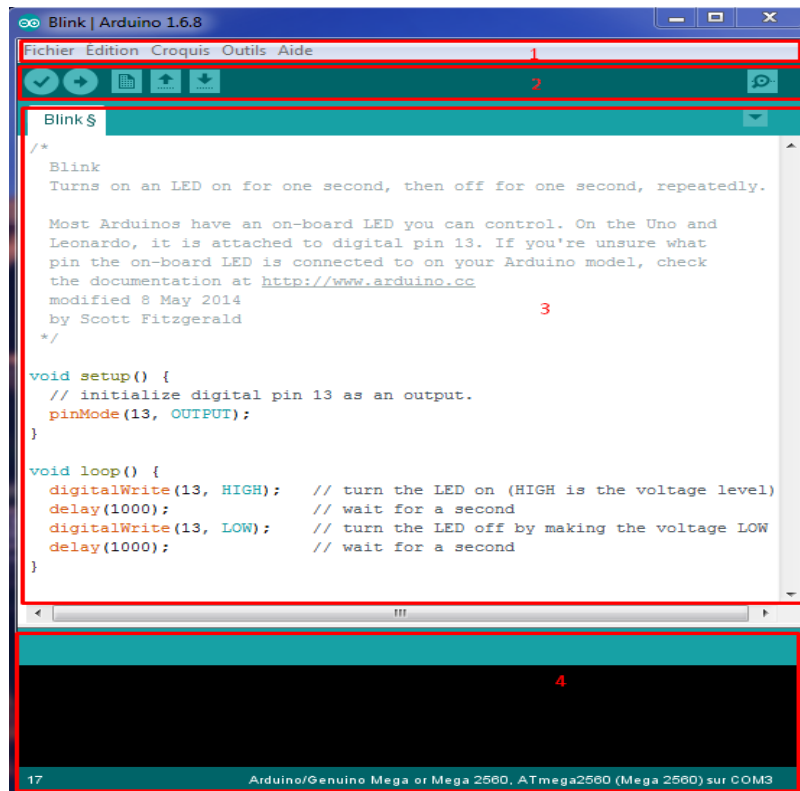 Blink | Arduino 1.6.8
Fichier Édition Croquis Outils Aide
1
2
Blink §
/*
Blink
Turns on an LED on for one second, then off for one second, repeatedly.
Most Arduinos have an on-board LED you can control. On the Uno and
Leonardo, it is attached to digital pin 13. If you're unsure what
pin the on-board LED is connected to on your Arduino model, check
the documentation at http://www.arduino.cc
modified 8 May 2014
by Scott Fitzgerald
3
*/
void setup() {
// initialize digital pin 13 as an output.
pinMode(13, OUTPUT);
}
void loop() {
digitalWrite(13, HIGH); // turn the LED on (HIGH is the voltage level)
delay(1000); // wait for a second
digitalWrite(13, LOW); // turn the LED off by making the voltage LOW
delay(1000); // wait for a second
}
4
17 Arduino/Genuino Mega or Mega 2560, ATmega2560 (Mega 2560) sur COM3